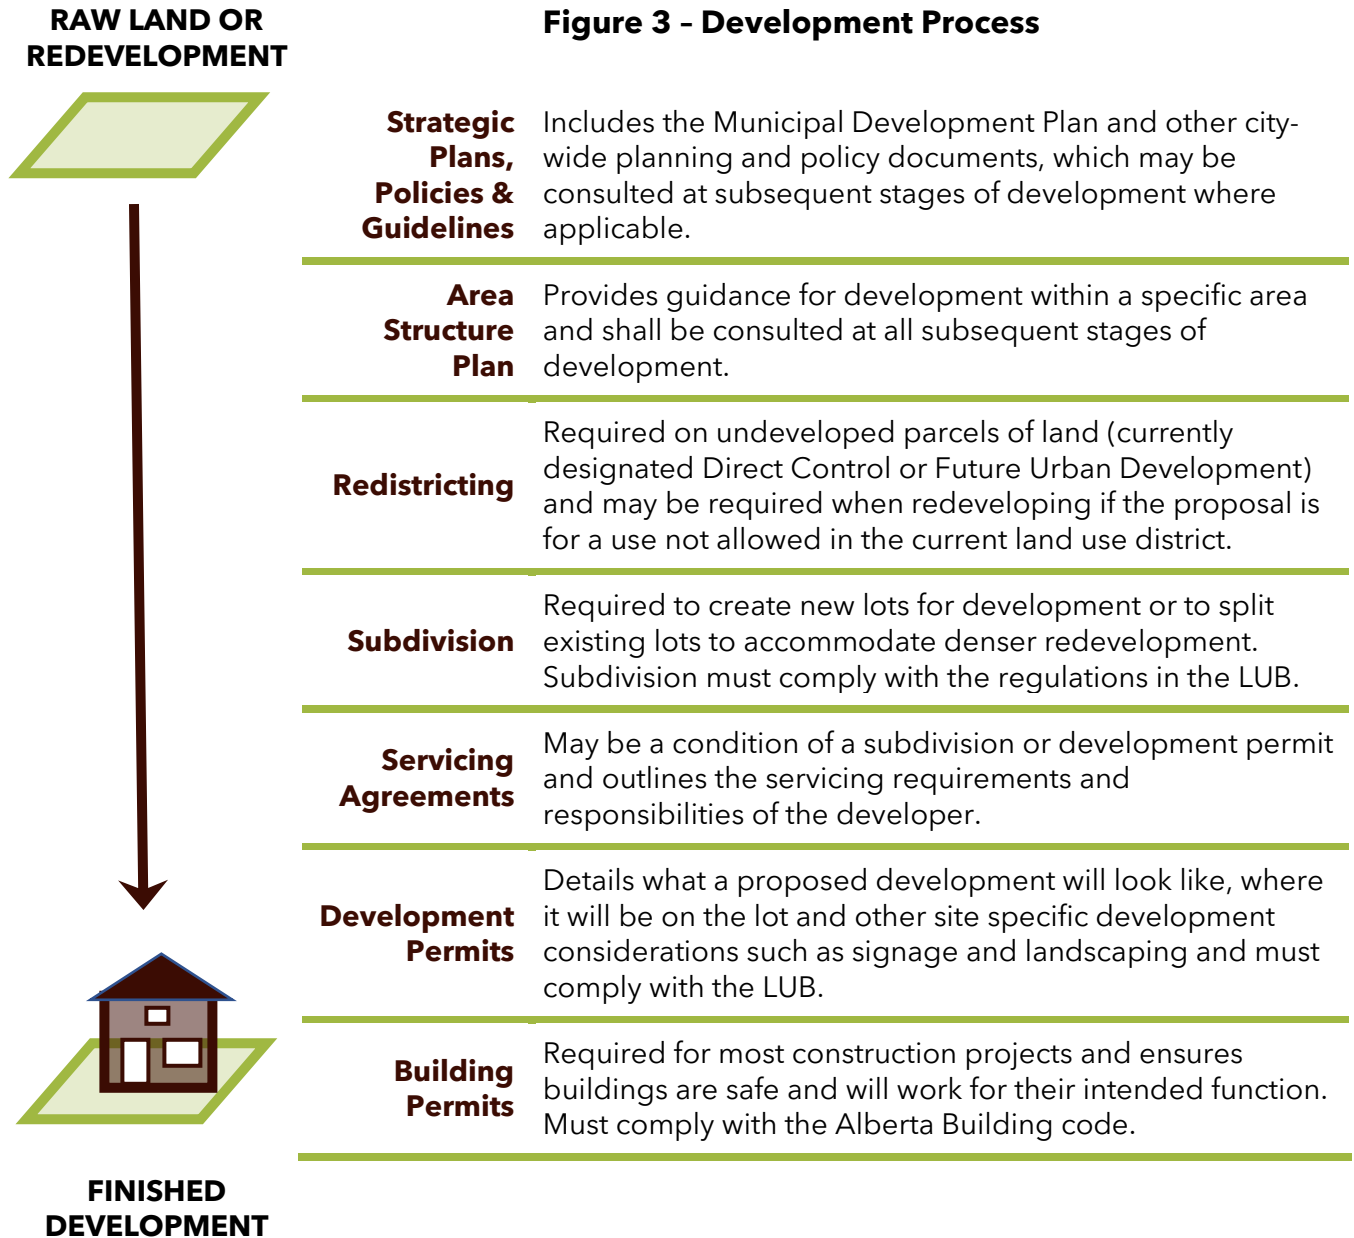 RAW LAND OR
REDEVELOPMENT
Figure 3 – Development Process
Strategic
Plans,
Policies &
Guidelines
Includes the Municipal Development Plan and other city-
wide planning and policy documents, which may be
consulted at subsequent stages of development where
applicable.
Area
Structure
Plan
Provides guidance for development within a specific area
and shall be consulted at all subsequent stages of
development.
Redistricting
Required on undeveloped parcels of land (currently
designated Direct Control or Future Urban Development)
and may be required when redeveloping if the proposal is
for a use not allowed in the current land use district.
Subdivision
Required to create new lots for development or to split
existing lots to accommodate denser redevelopment.
Subdivision must comply with the regulations in the LUB.
Servicing
Agreements
May be a condition of a subdivision or development permit
and outlines the servicing requirements and
responsibilities of the developer.
Development
Permits
Details what a proposed development will look like, where
it will be on the lot and other site specific development
considerations such as signage and landscaping and must
comply with the LUB.
Building
Permits
Required for most construction projects and ensures
buildings are safe and will work for their intended function.
Must comply with the Alberta Building code.
FINISHED
DEVELOPMENT